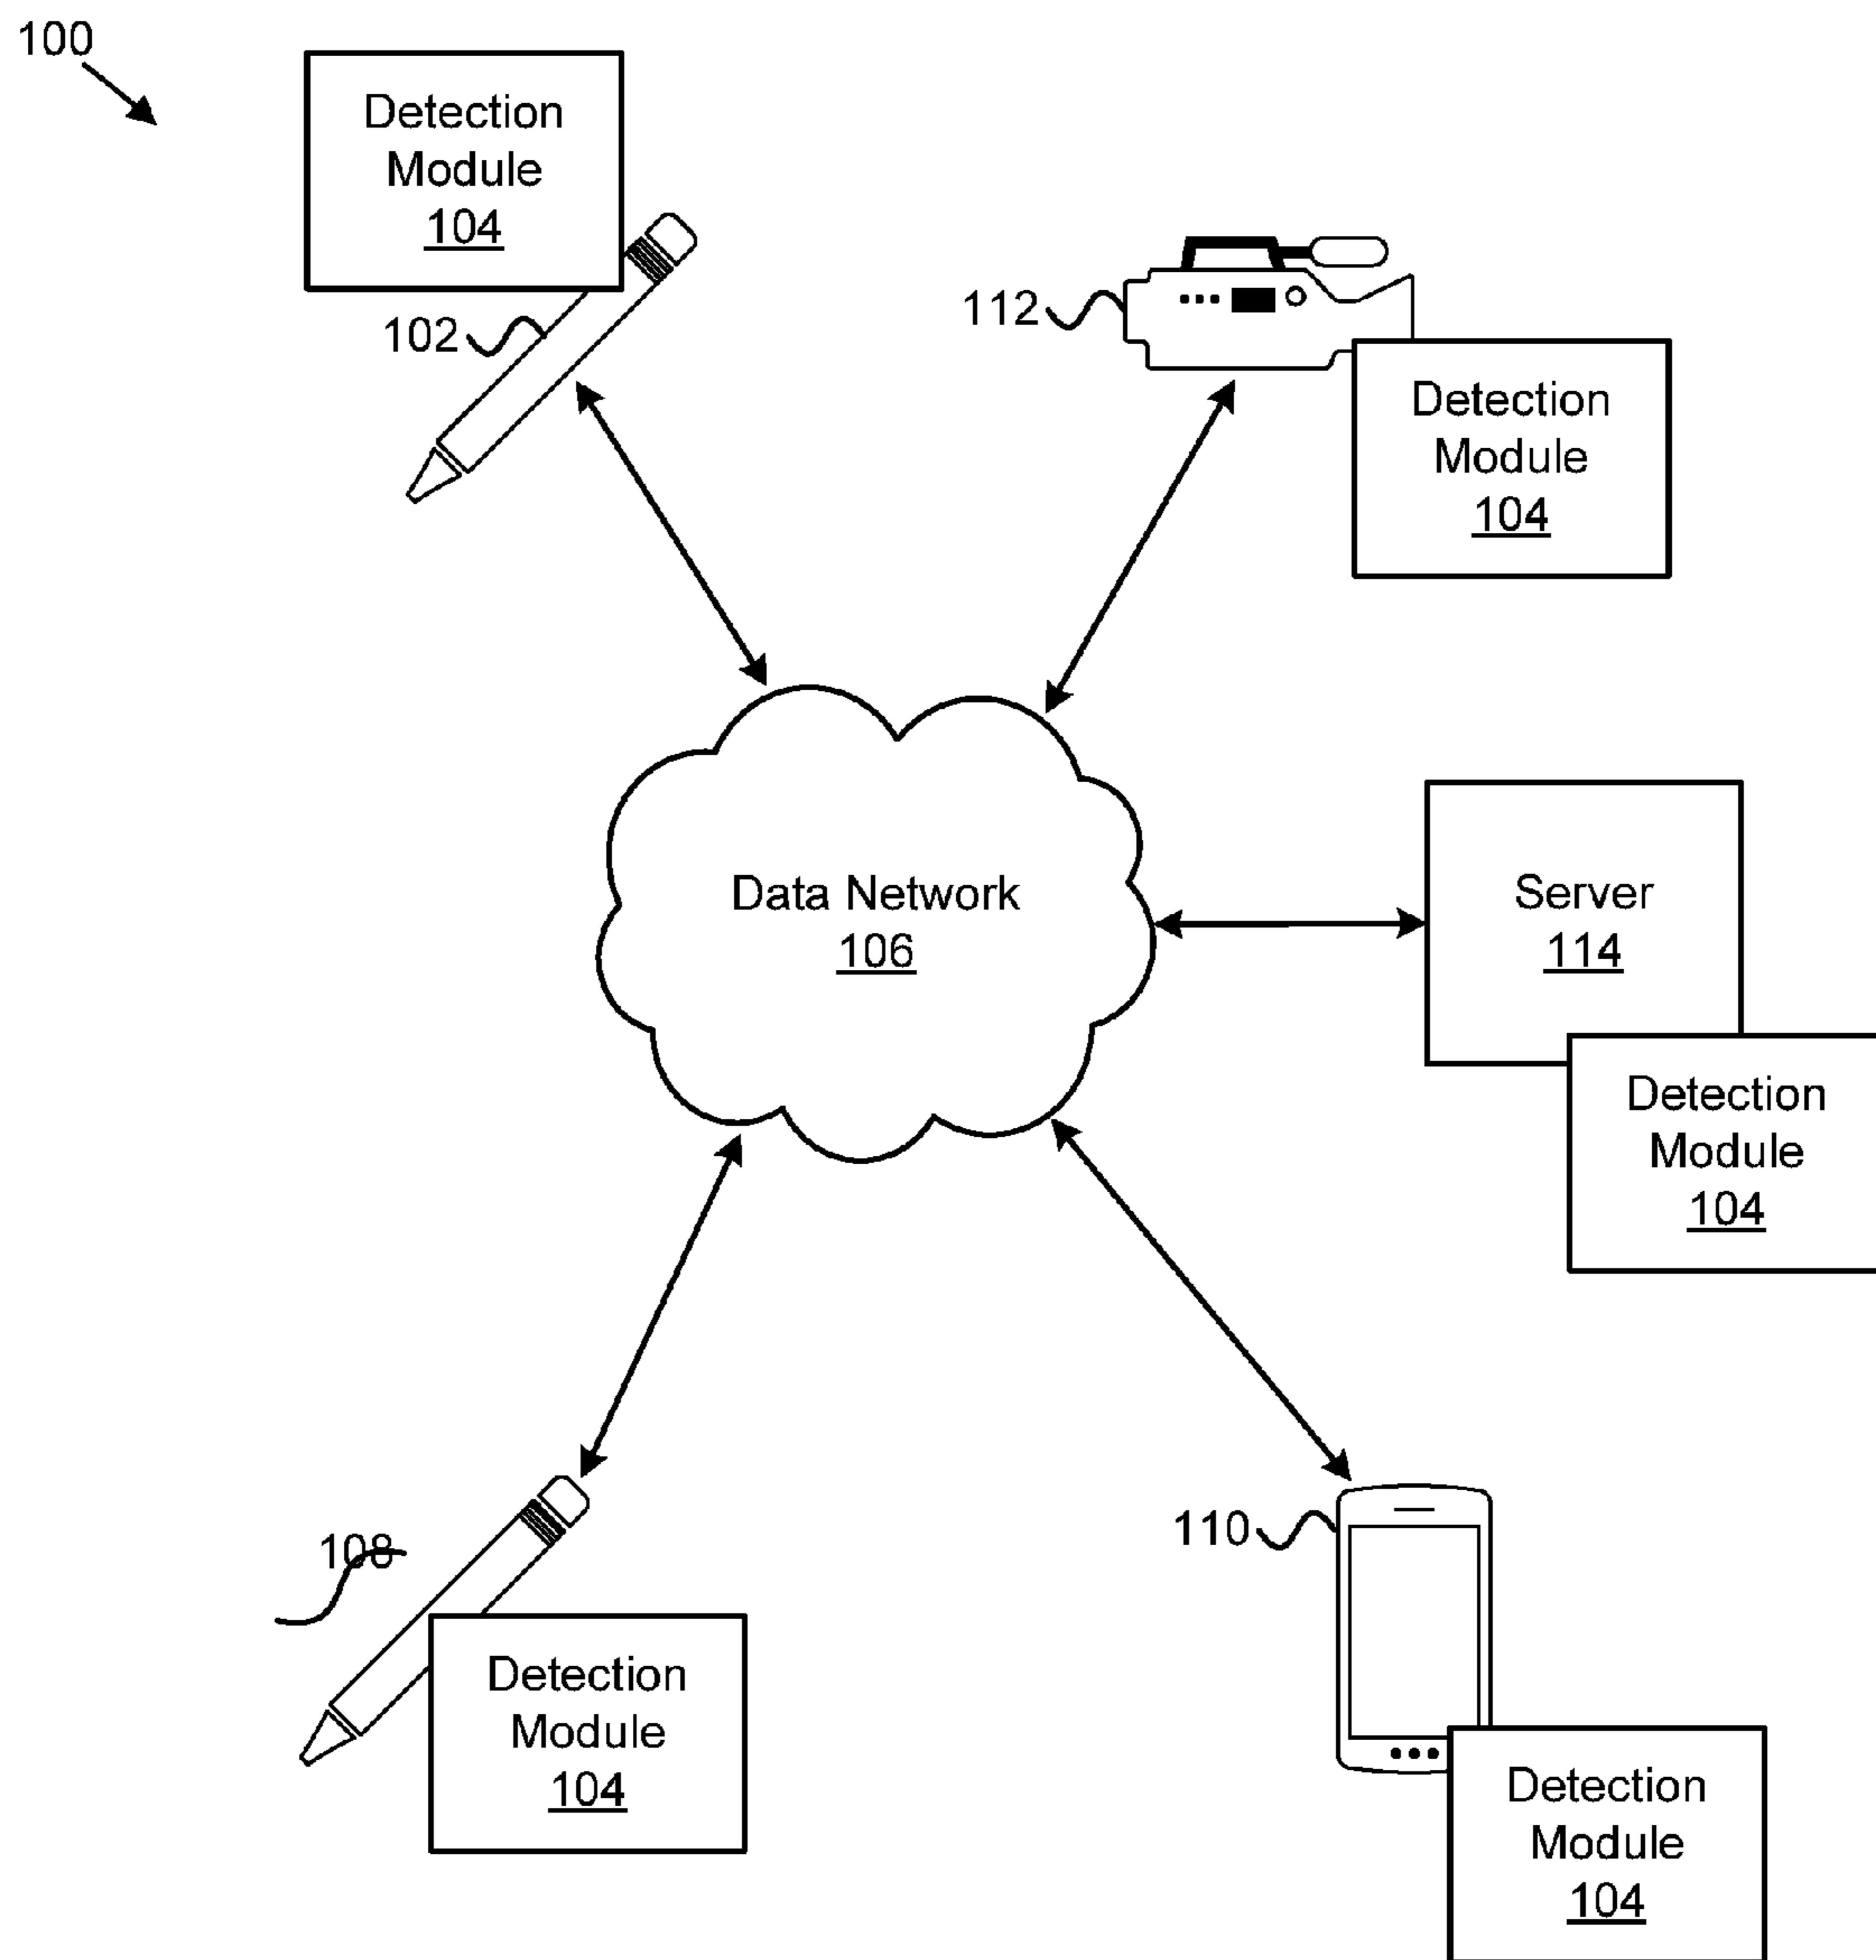 100
Detection
Module
104
102
112
Detection
Module
104
Data Network
106
Server
114
Detection
Module
104
108
Detection
Module
104
110
Detection
Module
104